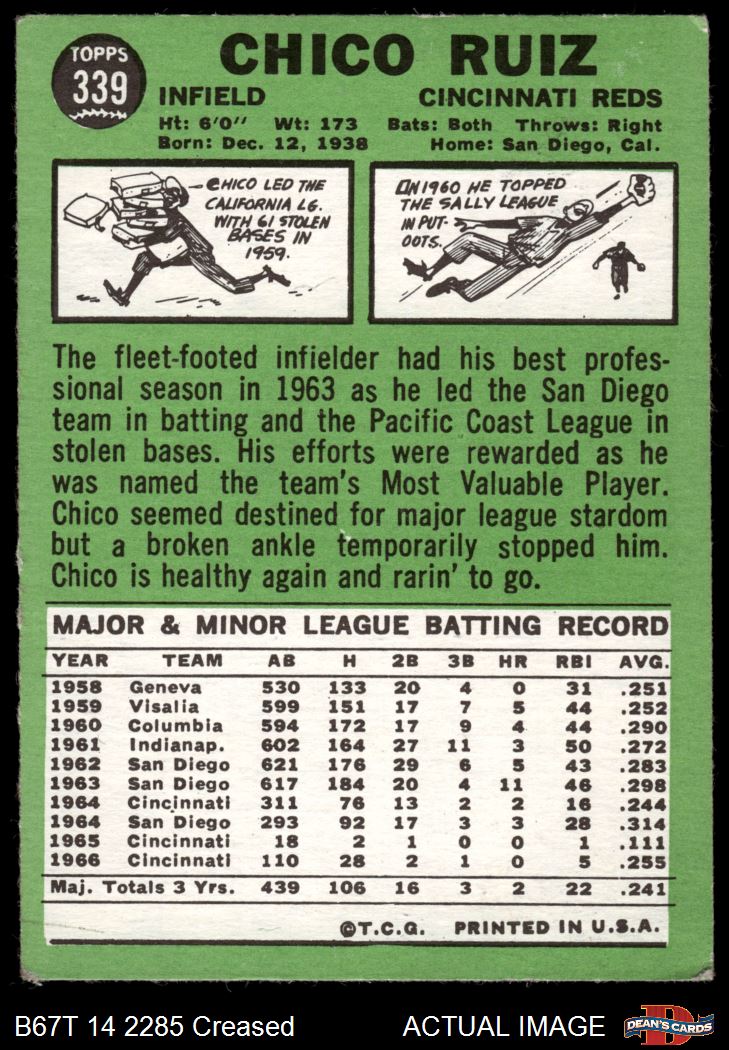 TOPPS
339
CHICO RUIZ
INFIELD CINCINNATI REDS
Ht: 6'0" Wt: 173 Bats: Both Throws: Right
Born: Dec. 12, 1938 Home: San Diego, Cal.
CHICO LED THE
CALIFORNIA LG.
WITH 61 STOLEN
BASES IN
1959.
IN 1960 HE TOPPED
THE SALLY LEAGUE
IN PUT-
OUTS.
The fleet-footed infielder had his best profes-
sional season in 1963 as he led the San Diego
team in batting and the Pacific Coast League in
stolen bases. His efforts were rewarded as he
was named the team's Most Valuable Player.
Chico seemed destined for major league stardom
but a broken ankle temporarily stopped him.
Chico is healthy again and rarin' to go.
MAJOR & MINOR LEAGUE BATTING RECORD
YEAR TEAM AB H 2B 3B HR RBI AVG.
1958 Geneva 530 133 20 4 0 31 .251
1959 Visalia 599 151 17 7 5 44 .252
1960 Columbia 594 172 17 9 4 44 .290
1961 Indianap. 602 164 27 11 3 50 .272
1962 San Diego 621 176 29 6 5 43 .283
1963 San Diego 617 184 20 4 11 46 .298
1964 Cincinnati 311 76 13 2 2 16 .244
1964 San Diego 293 92 17 3 3 28 .314
1965 Cincinnati 18 2 1 0 0 1 .111
1966 Cincinnati 110 28 2 1 0 5 .255
Maj. Totals 3 Yrs. 439 106 16 3 2 22 .241
©T.C.G. PRINTED IN U.S.A.
B67T 14 2285 Creased ACTUAL IMAGE
D
DEAN'S CARDS